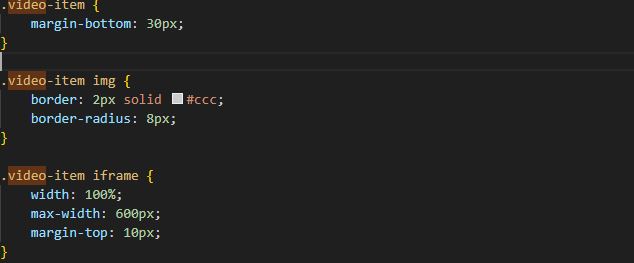 .video-item {
margin-bottom: 30px;
}
.video-item img {
border: 2px solid #ccc;
border-radius: 8px;
}
.video-item iframe {
width: 100%;
max-width: 600px;
margin-top: 10px;
}